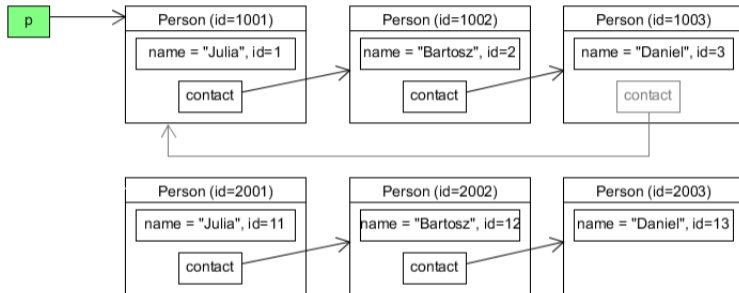 p
Person (id=1001)
name = "Julia", id=1
contact
Person (id=1002)
name = "Bartosz", id=2
contact
Person (id=1003)
name = "Daniel", id=3
contact
Person (id=2001)
name = "Julia", id=11
contact
Person (id=2002)
name = "Bartosz", id=12
contact
Person (id=2003)
name = "Daniel", id=13